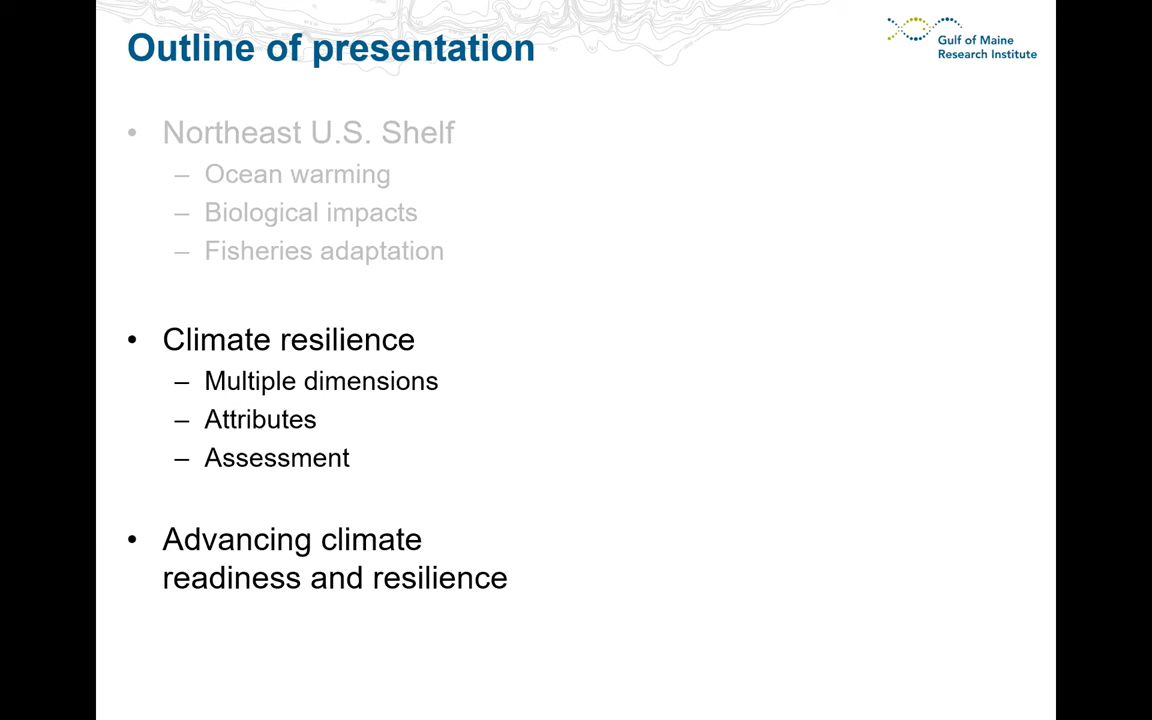 Outline of presentation
Gulf of Maine
Research Institute
• Northeast U.S. Shelf
– Ocean warming
– Biological impacts
– Fisheries adaptation
• Climate resilience
– Multiple dimensions
– Attributes
– Assessment
• Advancing climate
readiness and resilience